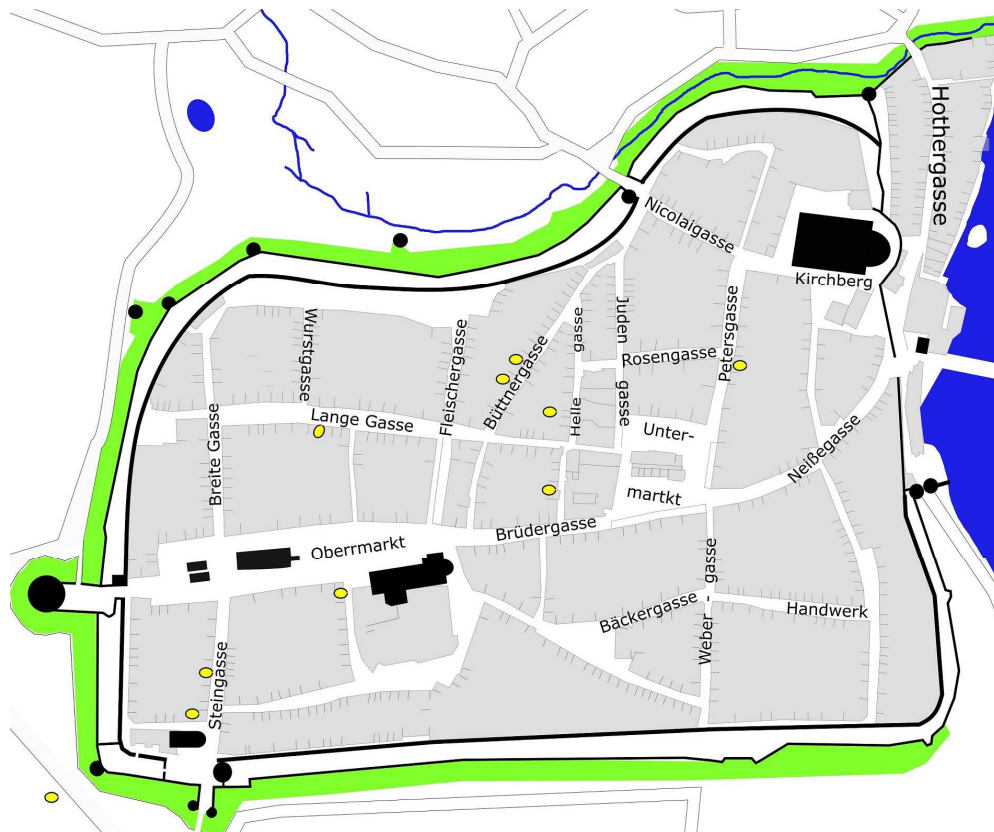 Hothergasse
Nicolaigasse
Kirchberg
Wurstgasse
Juden
gasse
Helle
gasse
Rosengasse
Petersgasse
Fleischergasse
Büttnergasse
Lange Gasse
Breite Gasse
Unter-
martkt
Neißegasse
Brüdergasse
Oberrmarkt
Weber - gasse
Bäckergasse
Handwerk
Steingasse